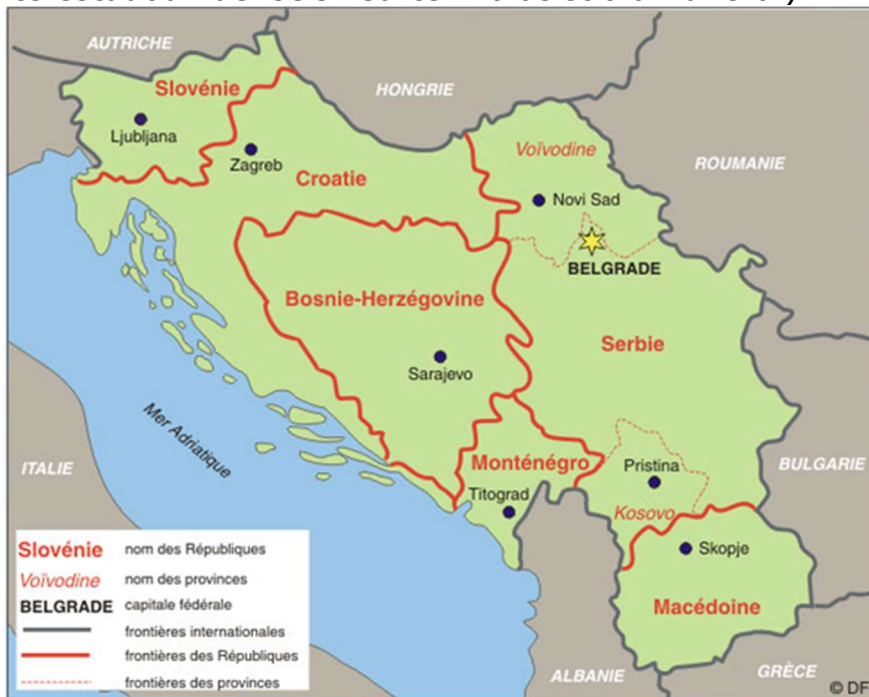 AUTRICHE
HONGRIE
ROUMANIE
Slovénie
Ljubljana
Zagreb
Croatie
Voïvodine
Novi Sad
BELGRADE
Bosnie-Herzégovine
Serbie
Sarajevo
Mer Adriatique
ITALIE
Monténégro
Titograd
Pristina
Kosovo
BULGARIE
Skopje
Macédoine
ALBANIE
GRÈCE
Slovénie nom des Républiques
Voïvodine nom des provinces
BELGRADE capitale fédérale
frontières internationales
frontières des Républiques
frontières des provinces
© DF